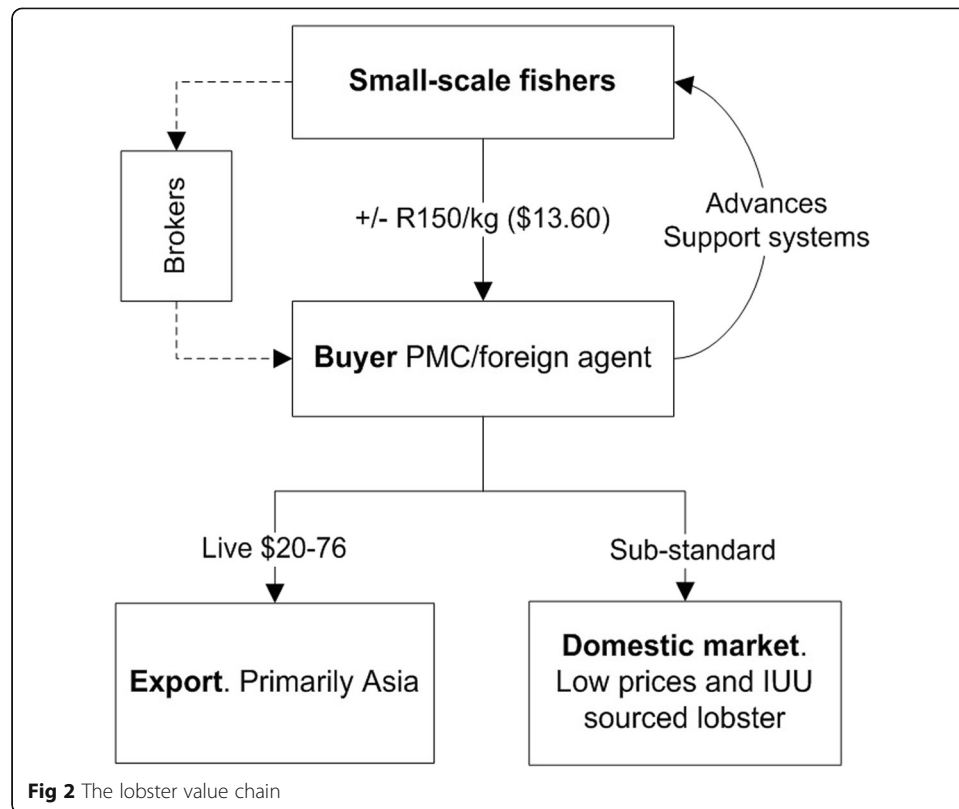 Small-scale fishers
Brokers
+/- R150/kg ($13.60)
Advances
Support systems
Buyer PMC/foreign agent
Live $20-76
Sub-standard
Export. Primarily Asia
Domestic market.
Low prices and IUU
sourced lobster
Fig 2 The lobster value chain